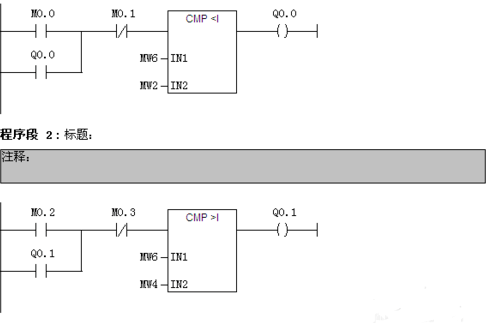 M0.0 M0.1 Q0.0
CMP <I
Q0.0
MW6 IN1
MW2 IN2
程序段 2：标题：
注释：
M0.2 M0.3 Q0.1
CMP >I
Q0.1
MW6 IN1
MW4 IN2